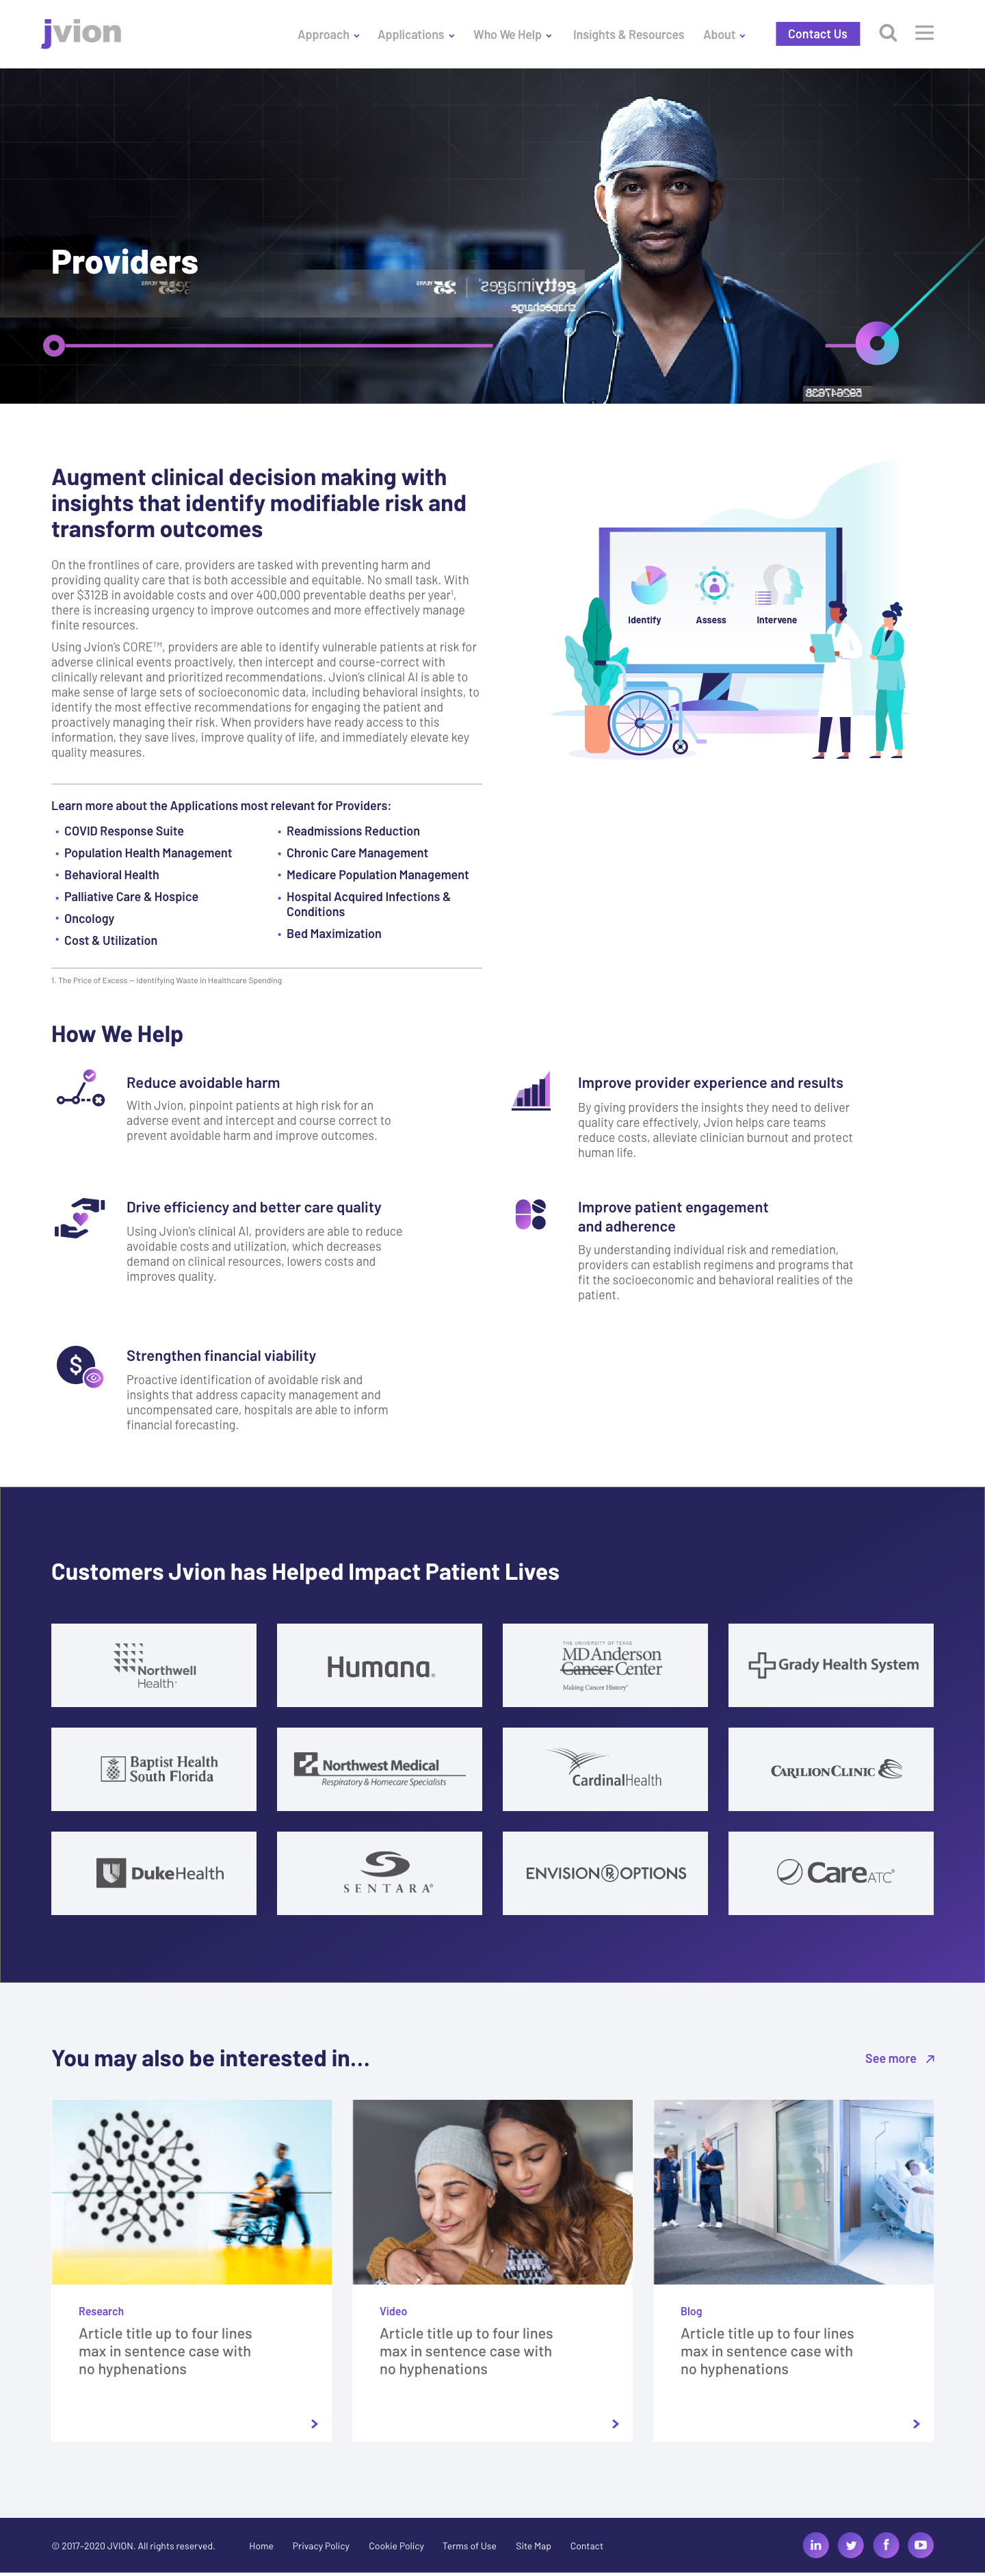 jvion
Approach
Applications
Who We Help
Insights & Resources
About
Contact Us
Providers
gettyimages® | 25 YEARS
shapecharge
592647638
Augment clinical decision making with
insights that identify modifiable risk and
transform outcomes
On the frontlines of care, providers are tasked with preventing harm and
providing quality care that is both accessible and equitable. No small task. With
over $312B in avoidable costs and over 400,000 preventable deaths per year¹,
there is increasing urgency to improve outcomes and more effectively manage
finite resources.
Using Jvion’s CORE™, providers are able to identify vulnerable patients at risk for
adverse clinical events proactively, then intercept and course-correct with
clinically relevant and prioritized recommendations. Jvion’s clinical AI is able to
make sense of large sets of socioeconomic data, including behavioral insights, to
identify the most effective recommendations for engaging the patient and
proactively managing their risk. When providers have ready access to this
information, they save lives, improve quality of life, and immediately elevate key
quality measures.
Identify
Assess
Intervene
Learn more about the Applications most relevant for Providers:
• COVID Response Suite
• Population Health Management
• Behavioral Health
• Palliative Care & Hospice
• Oncology
• Cost & Utilization
• Readmissions Reduction
• Chronic Care Management
• Medicare Population Management
• Hospital Acquired Infections &
Conditions
• Bed Maximization
1. The Price of Excess — Identifying Waste in Healthcare Spending
How We Help
Reduce avoidable harm
With Jvion, pinpoint patients at high risk for an
adverse event and intercept and course correct to
prevent avoidable harm and improve outcomes.
Improve provider experience and results
By giving providers the insights they need to deliver
quality care effectively, Jvion helps care teams
reduce costs, alleviate clinician burnout and protect
human life.
Drive efficiency and better care quality
Using Jvion’s clinical AI, providers are able to reduce
avoidable costs and utilization, which decreases
demand on clinical resources, lowers costs and
improves quality.
Improve patient engagement
and adherence
By understanding individual risk and remediation,
providers can establish regimens and programs that
fit the socioeconomic and behavioral realities of the
patient.
$
Strengthen financial viability
Proactive identification of avoidable risk and
insights that address capacity management and
uncompensated care, hospitals are able to inform
financial forecasting.
Customers Jvion has Helped Impact Patient Lives
Northwell
Health
Humana®
THE UNIVERSITY OF TEXAS
MD Anderson
Cancer Center
Making Cancer History®
Grady Health System
Baptist Health
South Florida
Northwest Medical
Respiratory & Homecare Specialists
CardinalHealth
CARILION CLINIC
DukeHealth
SENTARA®
ENVISION Rx OPTIONS
Care ATC®
You may also be interested in...
See more
Research
Article title up to four lines
max in sentence case with
no hyphenations
Video
Article title up to four lines
max in sentence case with
no hyphenations
Blog
Article title up to four lines
max in sentence case with
no hyphenations
© 2017–2020 JVION. All rights reserved.
Home
Privacy Policy
Cookie Policy
Terms of Use
Site Map
Contact
in
f